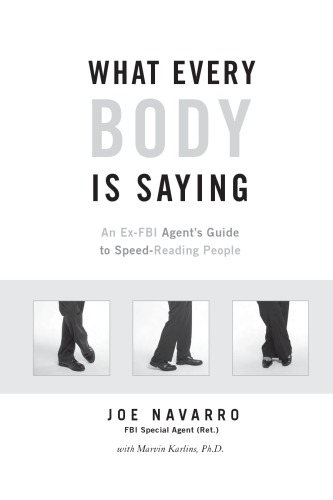 WHAT EVERY
BODY
IS SAYING
An Ex-FBI Agent's Guide
to Speed-Reading People
JOE NAVARRO
FBI Special Agent (Ret.)
with Marvin Karlins, Ph.D.